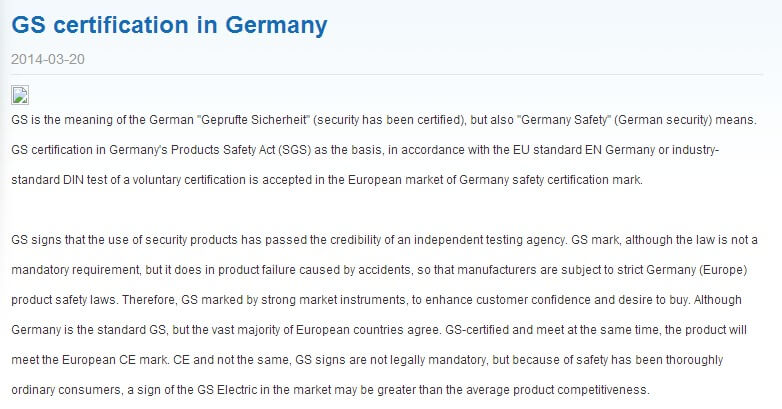 GS certification in Germany
2014-03-20
GS is the meaning of the German "Geprufte Sicherheit" (security has been certified), but also "Germany Safety" (German security) means.
GS certification in Germany's Products Safety Act (SGS) as the basis, in accordance with the EU standard EN Germany or industry-
standard DIN test of a voluntary certification is accepted in the European market of Germany safety certification mark.
GS signs that the use of security products has passed the credibility of an independent testing agency. GS mark, although the law is not a
mandatory requirement, but it does in product failure caused by accidents, so that manufacturers are subject to strict Germany (Europe)
product safety laws. Therefore, GS marked by strong market instruments, to enhance customer confidence and desire to buy. Although
Germany is the standard GS, but the vast majority of European countries agree. GS-certified and meet at the same time, the product will
meet the European CE mark. CE and not the same, GS signs are not legally mandatory, but because of safety has been thoroughly
ordinary consumers, a sign of the GS Electric in the market may be greater than the average product competitiveness.